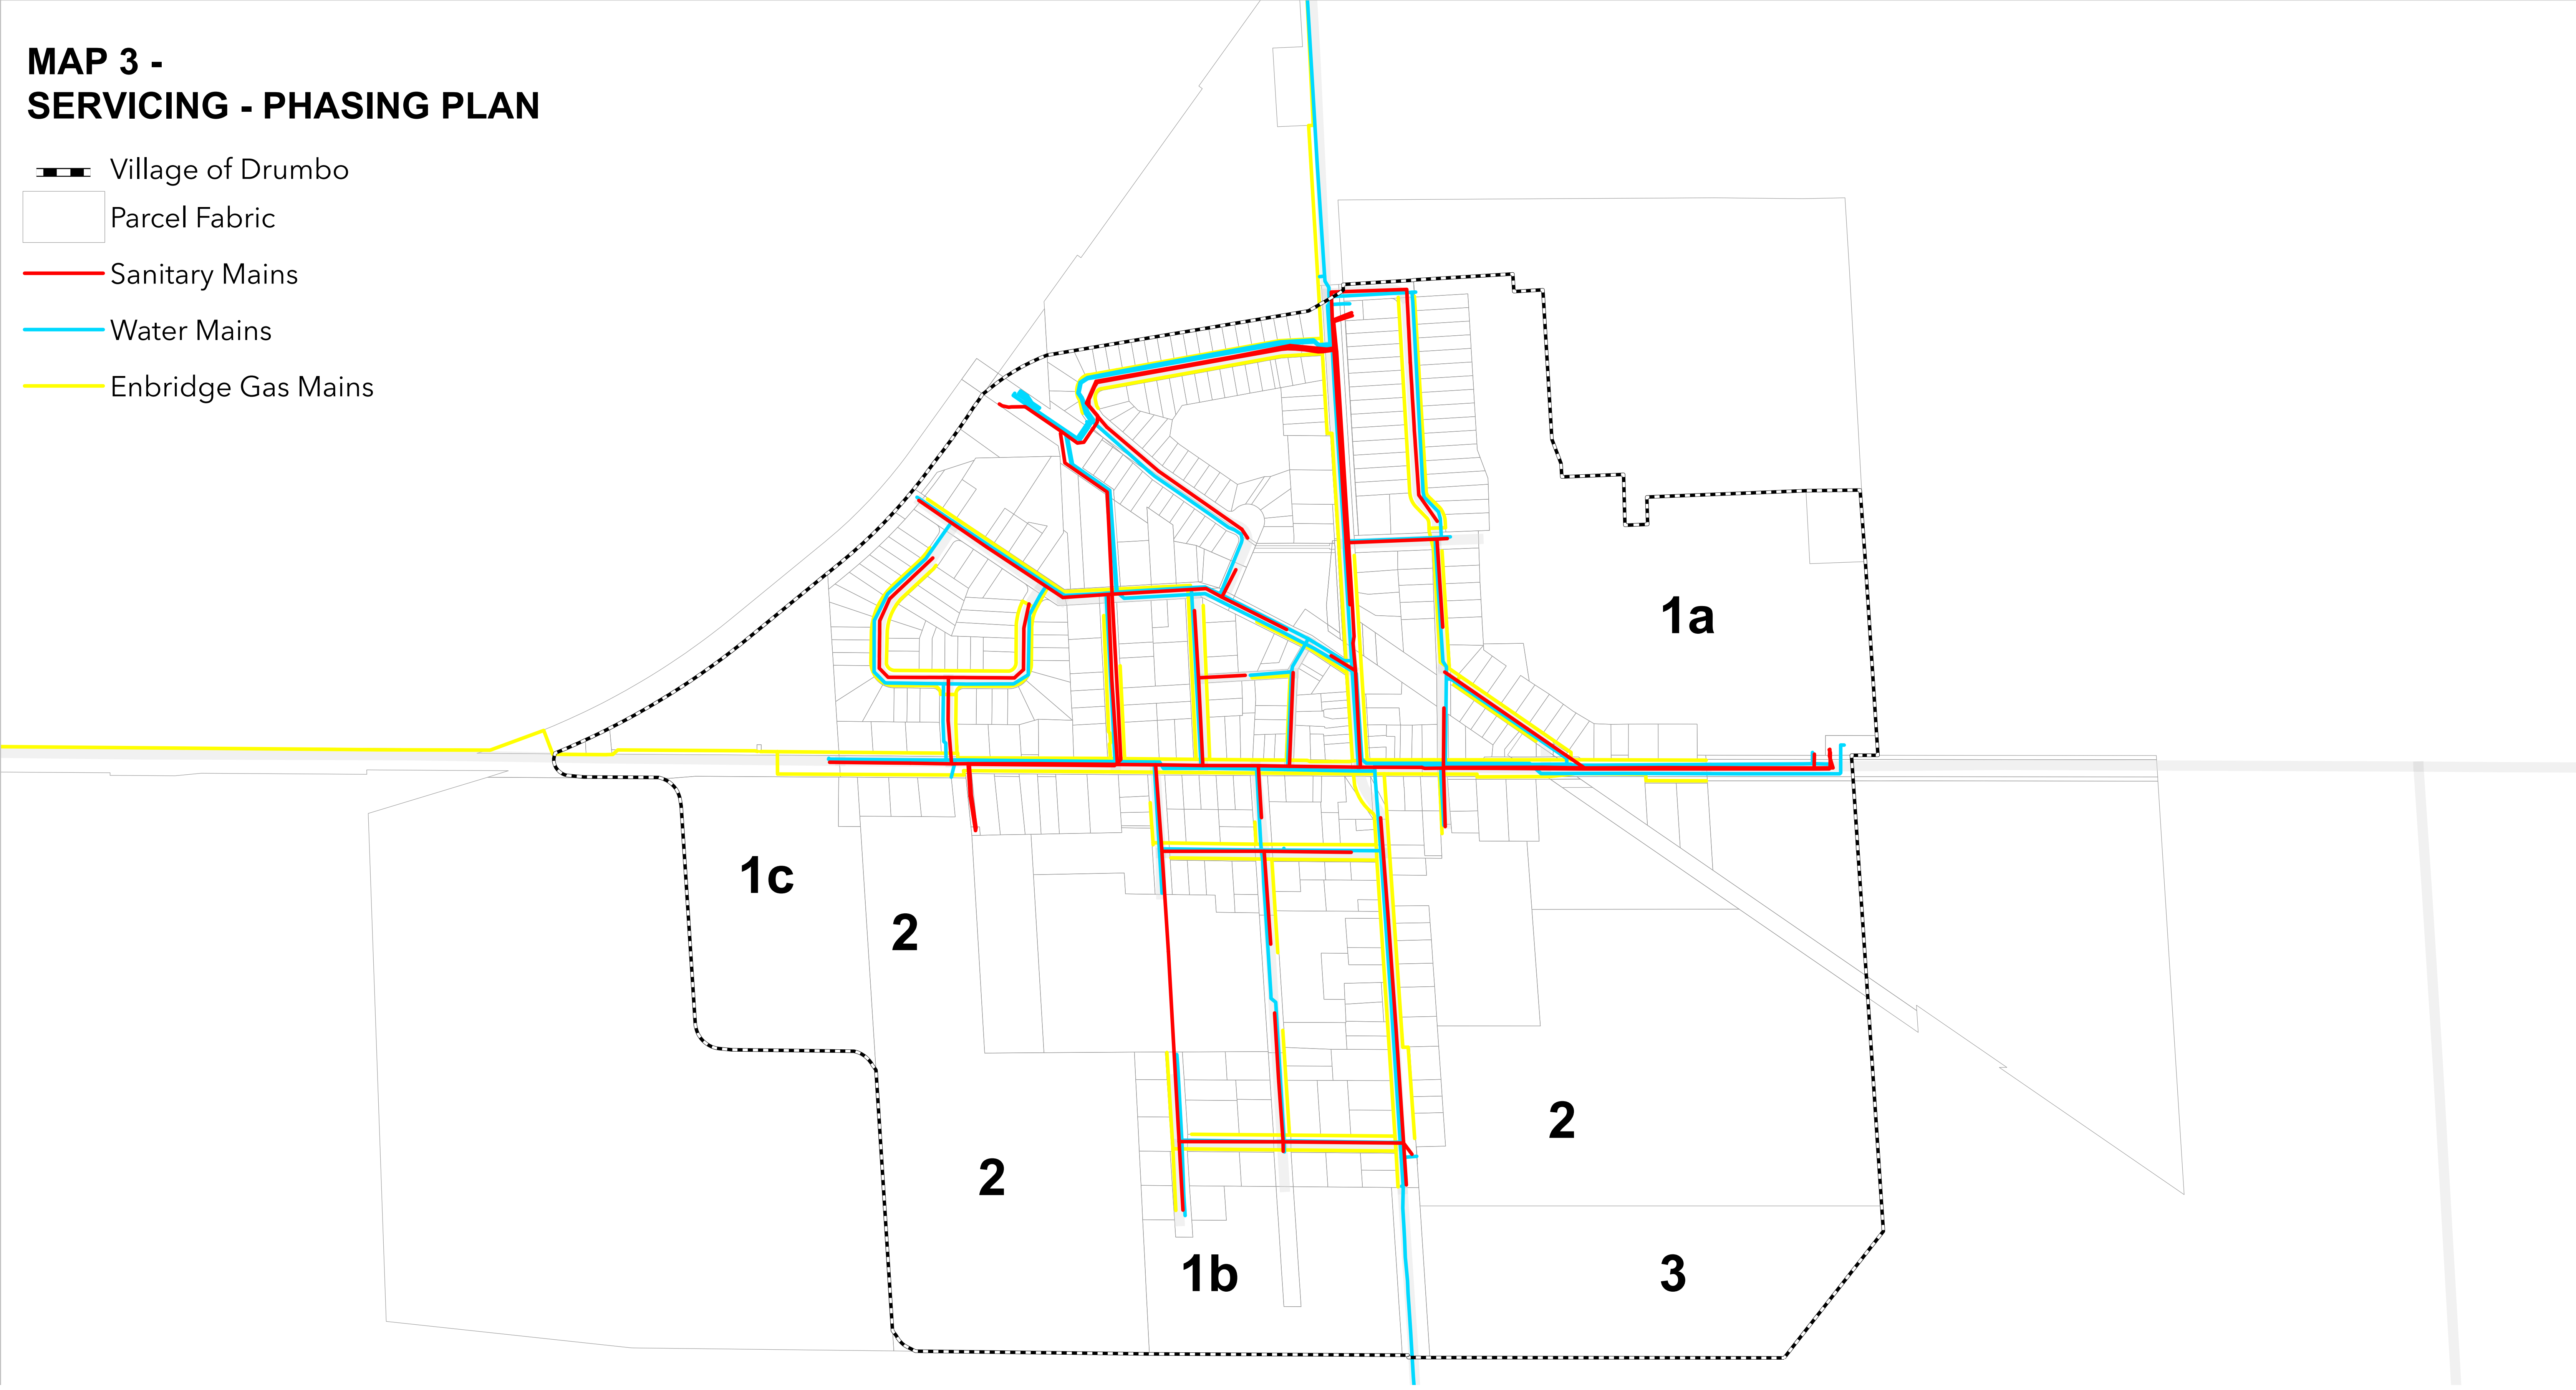 MAP 3 -
SERVICING - PHASING PLAN
Village of Drumbo
Parcel Fabric
Sanitary Mains
Water Mains
Enbridge Gas Mains
1a
1c
2
2
2
1b
3